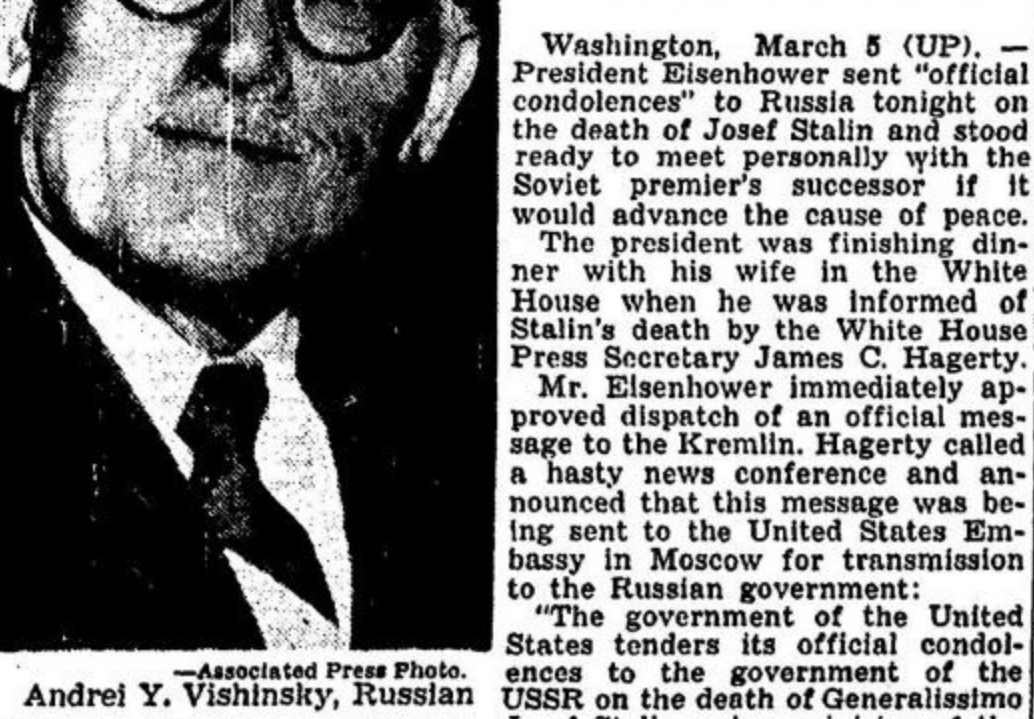 Washington, March 5 (UP). —
President Eisenhower sent "official
condolences" to Russia tonight on
the death of Josef Stalin and stood
ready to meet personally with the
Soviet premier's successor if it
would advance the cause of peace.
The president was finishing din-
ner with his wife in the White
House when he was informed of
Stalin's death by the White House
Press Secretary James C. Hagerty.
Mr. Eisenhower immediately ap-
proved dispatch of an official mes-
sage to the Kremlin. Hagerty called
a hasty news conference and an-
nounced that this message was be-
ing sent to the United States Em-
bassy in Moscow for transmission
to the Russian government:
"The government of the United
States tenders its official condol-
ences to the government of the
USSR on the death of Generalissimo
—Associated Press Photo.
Andrei Y. Vishinsky, Russian